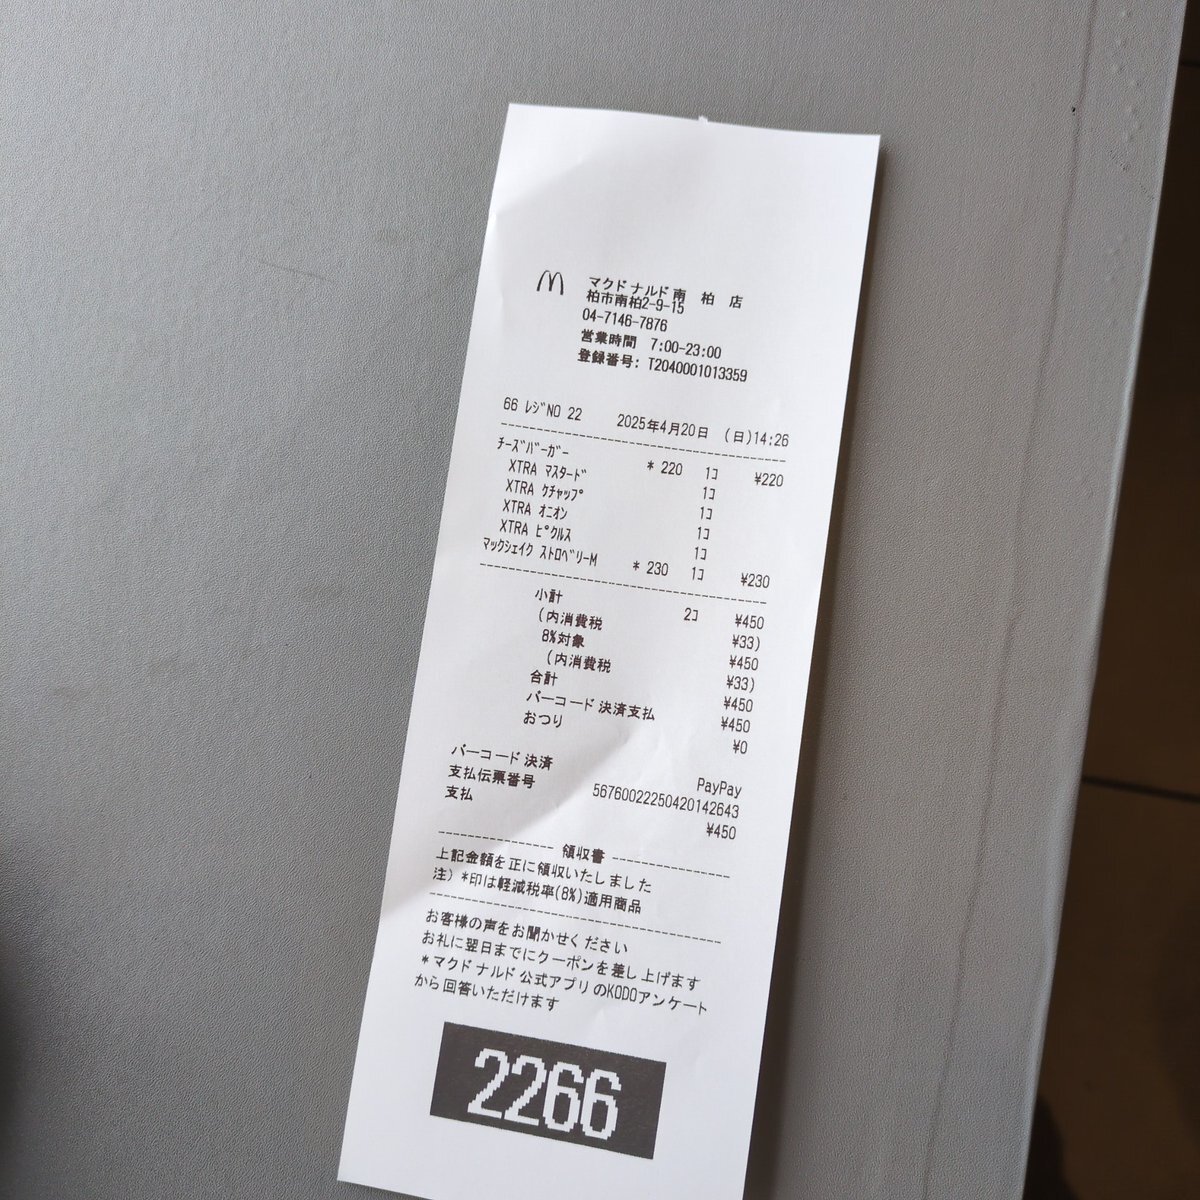 マクドナルド南 柏 店
柏市南柏2-9-15
04-7146-7876
営業時間 7:00-23:00
登録番号: T2040001013359
66 ﾚｼﾞNO 22 2025年4月20日 (日)14:26
ﾁｰｽﾞﾊﾞｰｶﾞｰ * 220 1ｺ ¥220
XTRA ﾏｽﾀｰﾄﾞ 1ｺ
XTRA ｹﾁｬｯﾌﾟ 1ｺ
XTRA ｵﾆｵﾝ 1ｺ
XTRA ﾋﾟｸﾙｽ 1ｺ
ﾏｯｸｼｪｲｸ ｽﾄﾛﾍﾞﾘｰM * 230 1ｺ ¥230
小計 2ｺ ¥450
(内消費税 ¥33)
8%対象 ¥450
(内消費税 ¥33)
合計 ¥450
バーコード決済支払 ¥450
おつり ¥0
バーコード決済 PayPay
支払伝票番号 56760022250420142643
支払 ¥450
領収書
上記金額を正に領収いたしました
注) *印は軽減税率(8%)適用商品
お客様の声をお聞かせください
お礼に翌日までにクーポンを差し上げます
*マクドナルド公式アプリのKODOアンケート
から回答いただけます
2266